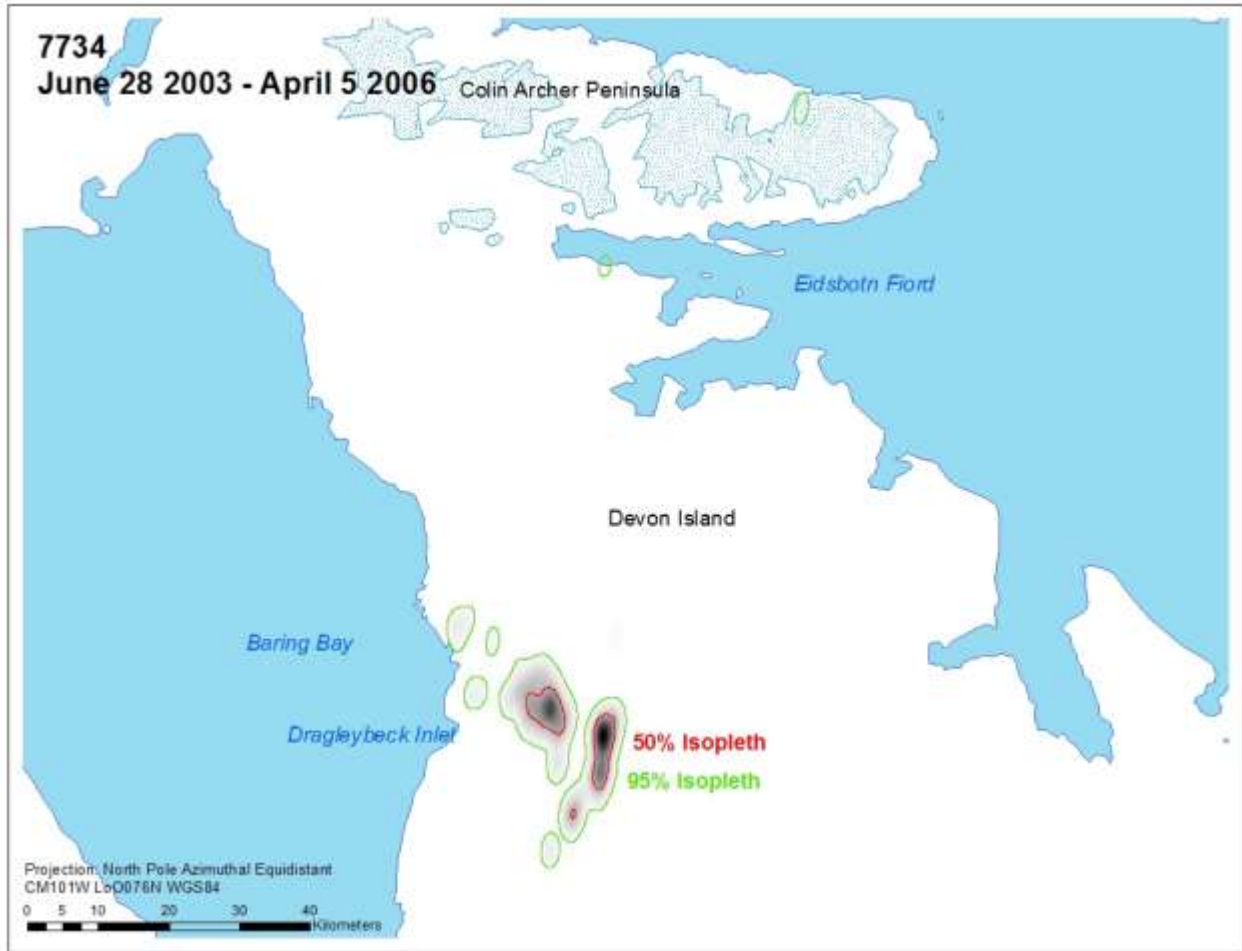 7734
June 28 2003 - April 5 2006
Colin Archer Peninsula
Eidsbotn Fiord
Devon Island
Baring Bay
Dragleybeck Inlet
50% Isopleth
95% Isopleth
Projection: North Pole Azimuthal Equidistant
CM101W LoO076N WGS84
0 5 10 20 30 40
Kilometers